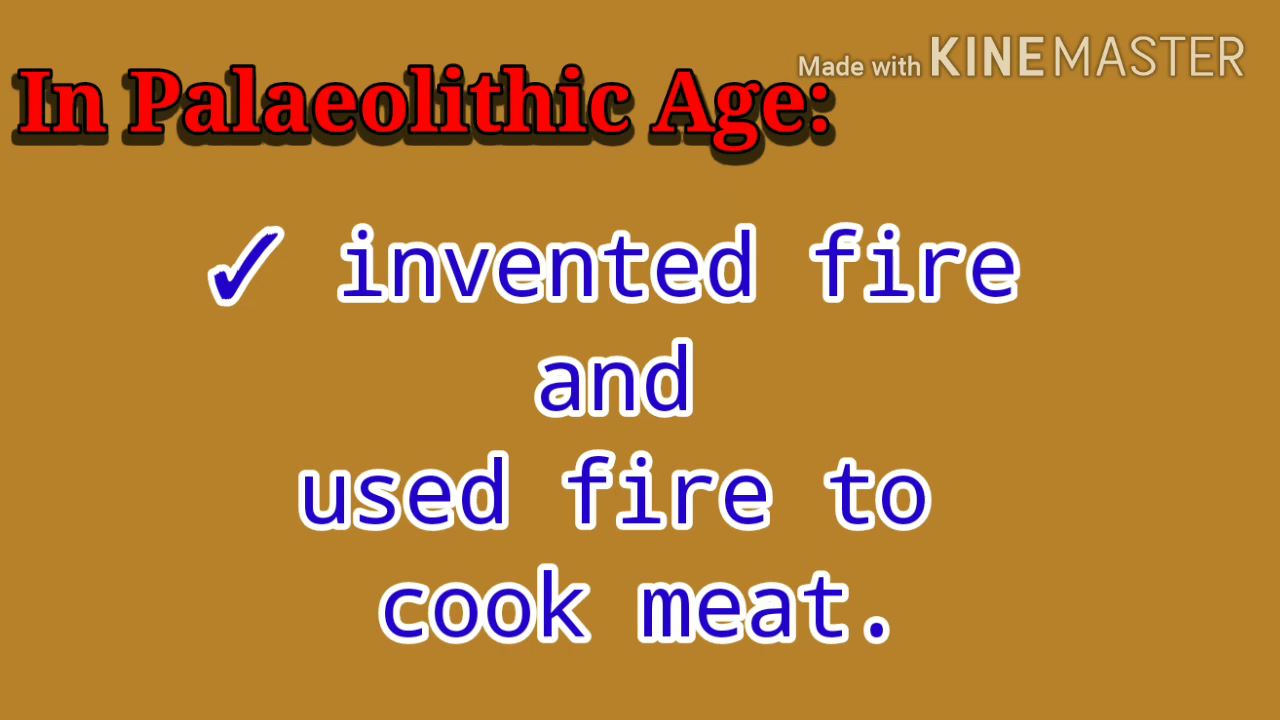 Made with KINEMASTER
In Palaeolithic Age:
✓ invented fire
and
used fire to
cook meat.